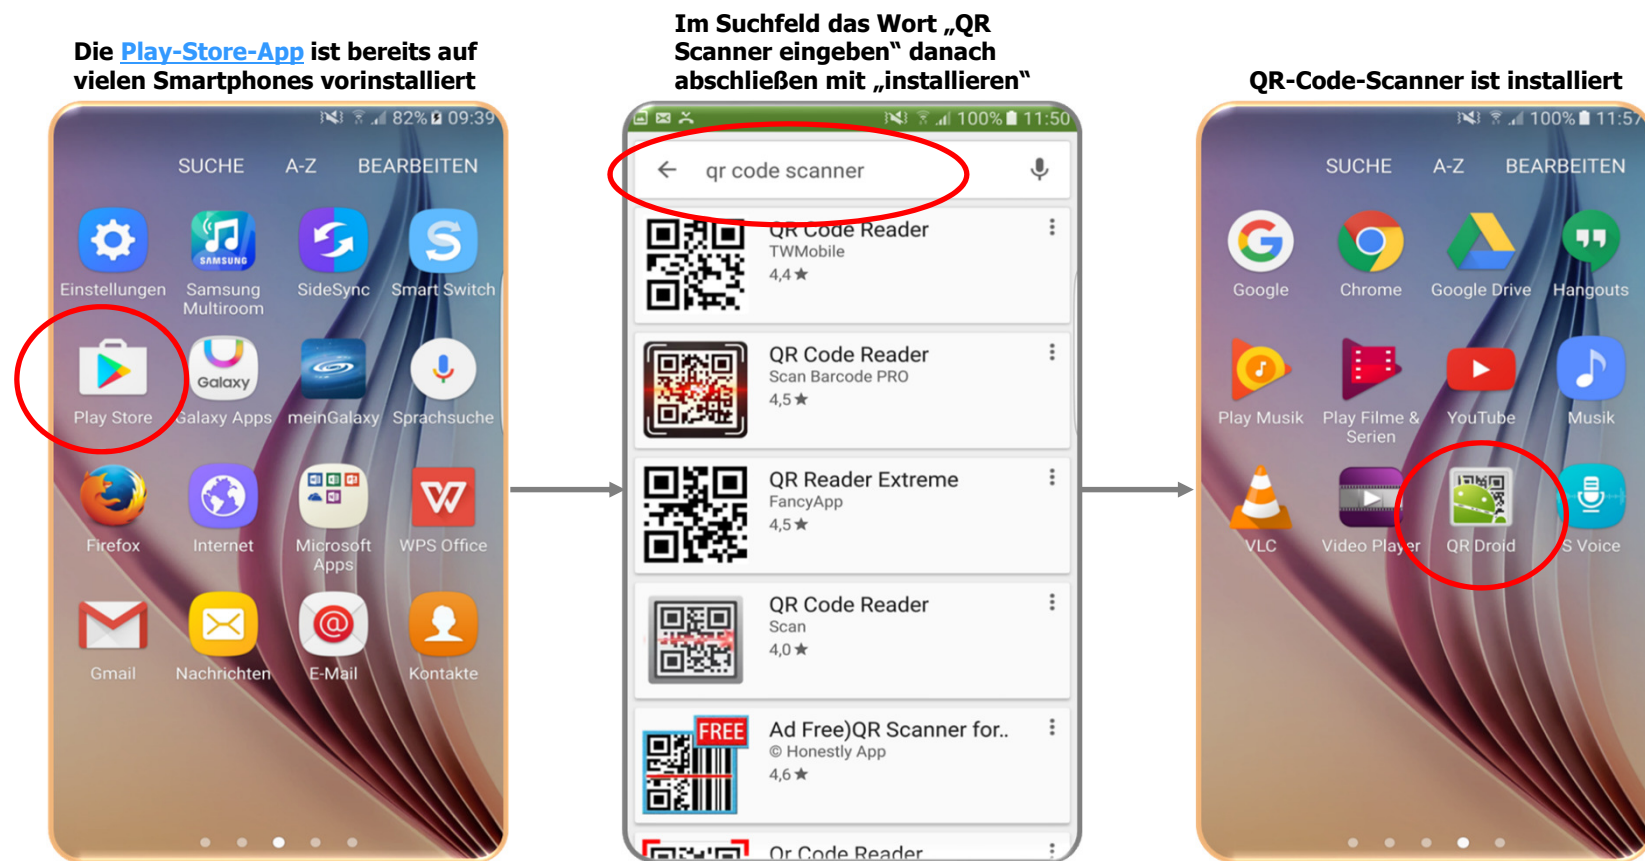 Die Play-Store-App ist bereits auf
vielen Smartphones vorinstalliert
82% 09:39
SUCHE A-Z BEARBEITEN
SAMSUNG
Einstellungen Samsung Multiroom SideSync Smart Switch
Galaxy
Play Store Galaxy Apps meinGalaxy Sprachsuche
Firefox Internet Microsoft Apps WPS Office
Gmail Nachrichten E-Mail Kontakte
Im Suchfeld das Wort „QR
Scanner eingeben“ danach
abschließen mit „installieren“
100% 11:50
qr code scanner
QR Code Reader
TWMobile
4,4★
QR Code Reader
Scan Barcode PRO
4,5★
QR Reader Extreme
FancyApp
4,5★
QR Code Reader
Scan
4,0★
FREE
Ad Free)QR Scanner for..
© Honestly App
4,6★
Qr Code Reader
QR-Code-Scanner ist installiert
100% 11:57
SUCHE A-Z BEARBEITEN
Google Chrome Google Drive Hangouts
Play Musik Play Filme & Serien YouTube Musik
VLC Video Player QR Droid S Voice